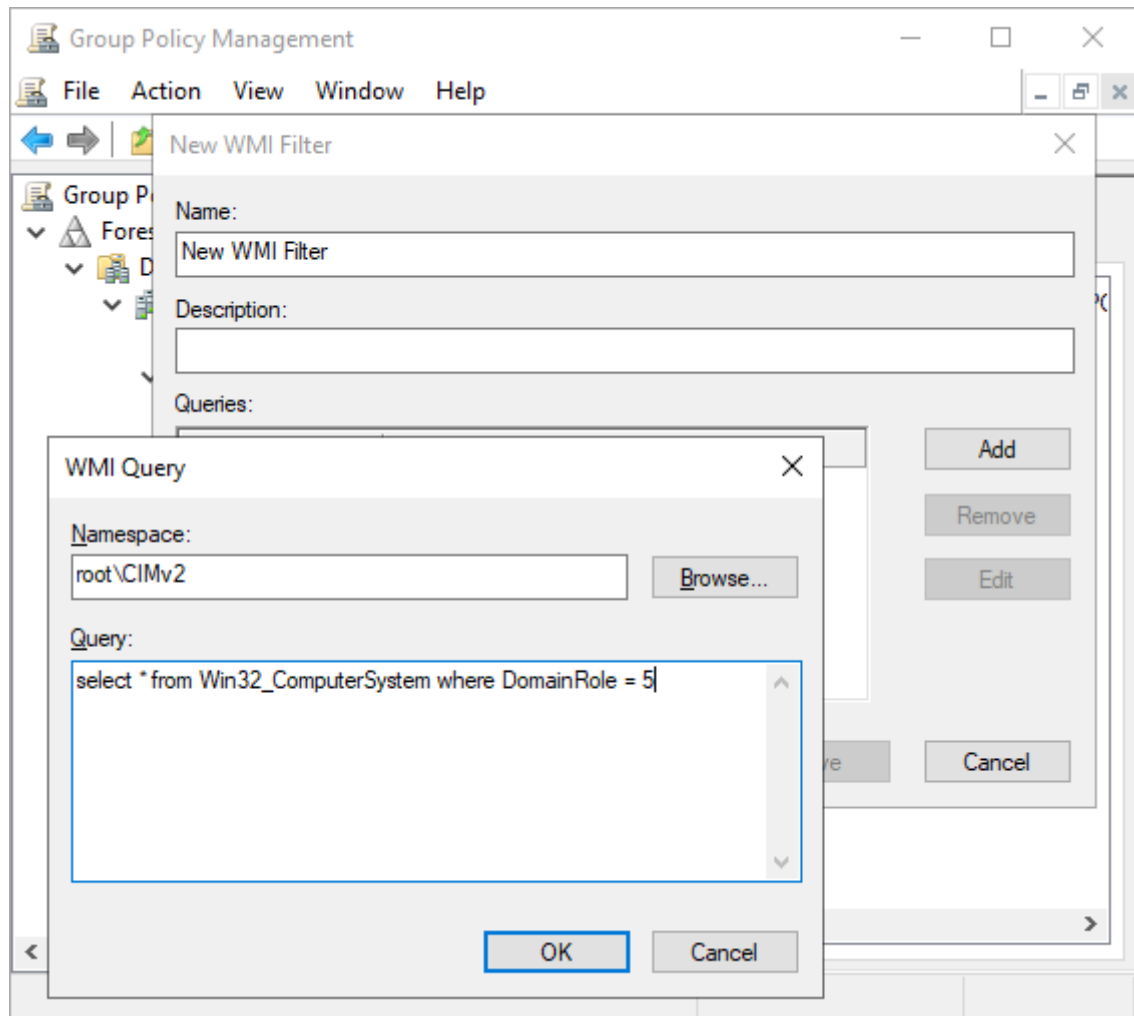 Group Policy Management
File Action View Window Help
New WMI Filter
Group P
Name:
Fores
New WMI Filter
D
Description:
Queries:
WMI Query
Add
Namespace:
Remove
root\CIMv2
Browse...
Edit
Query:
select * from Win32_ComputerSystem where DomainRole = 5
Cancel
OK
Cancel